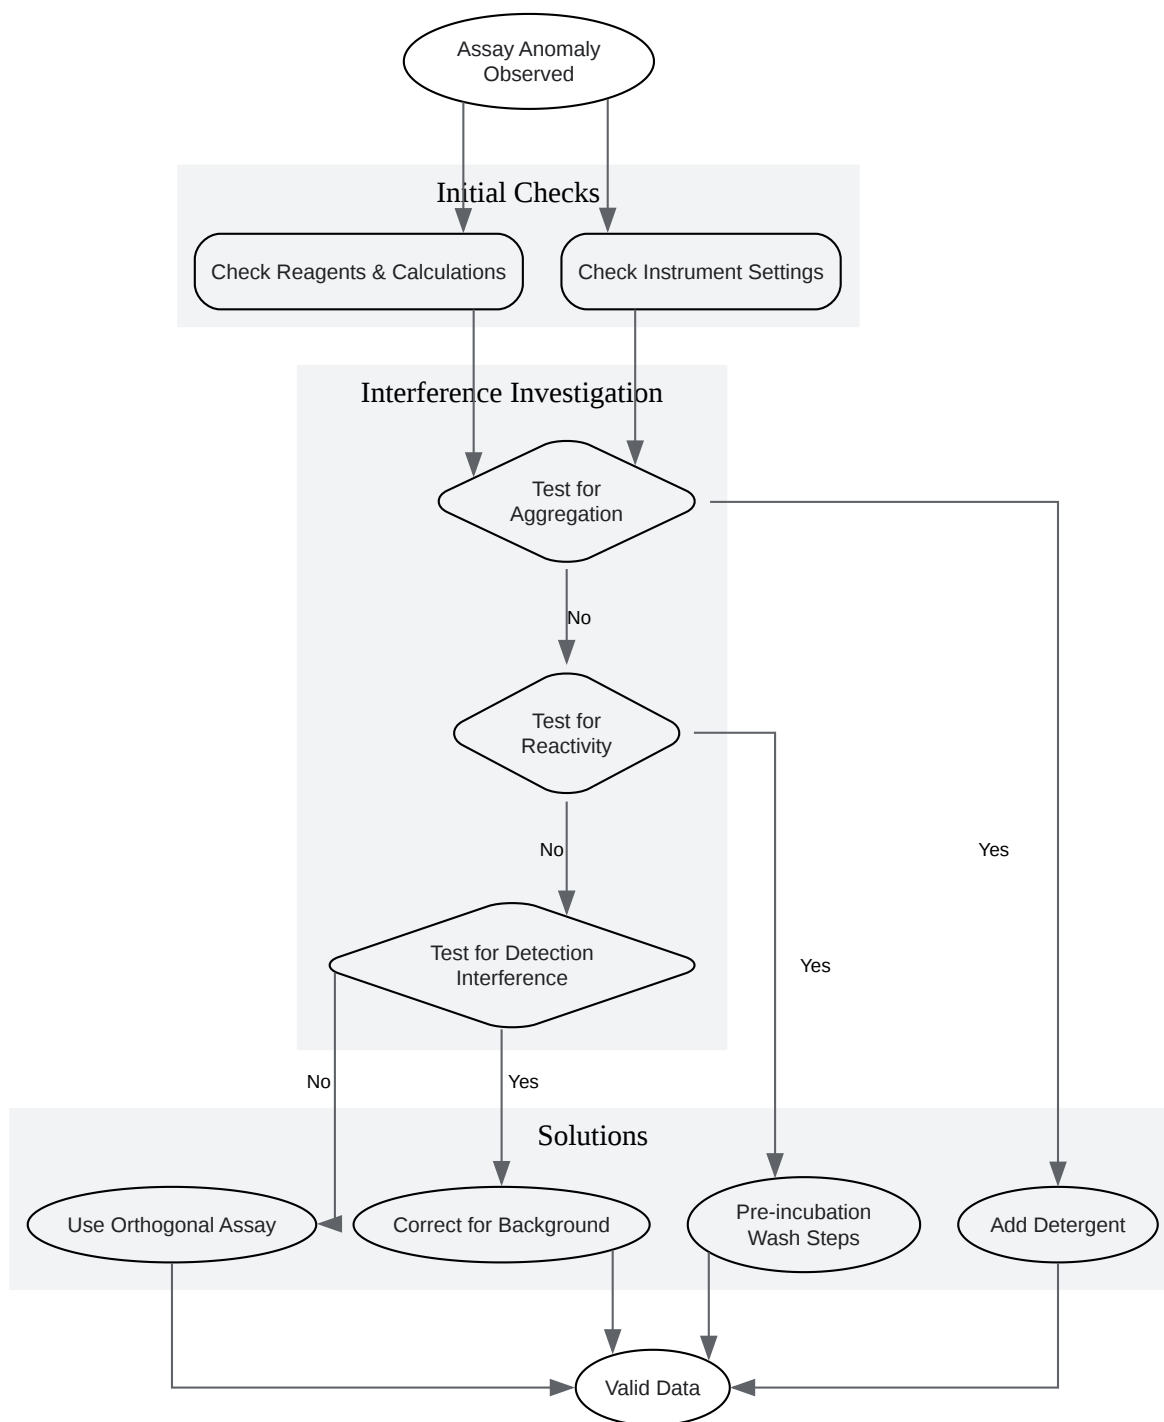 Assay Anomaly
Observed
Initial Checks
Check Reagents & Calculations
Check Instrument Settings
Interference Investigation
Test for
Aggregation
No
Test for
Reactivity
No
Yes
Test for Detection
Interference
Yes
No
Yes
Solutions
Use Orthogonal Assay
Correct for Background
Pre-incubation
Wash Steps
Add Detergent
Valid Data